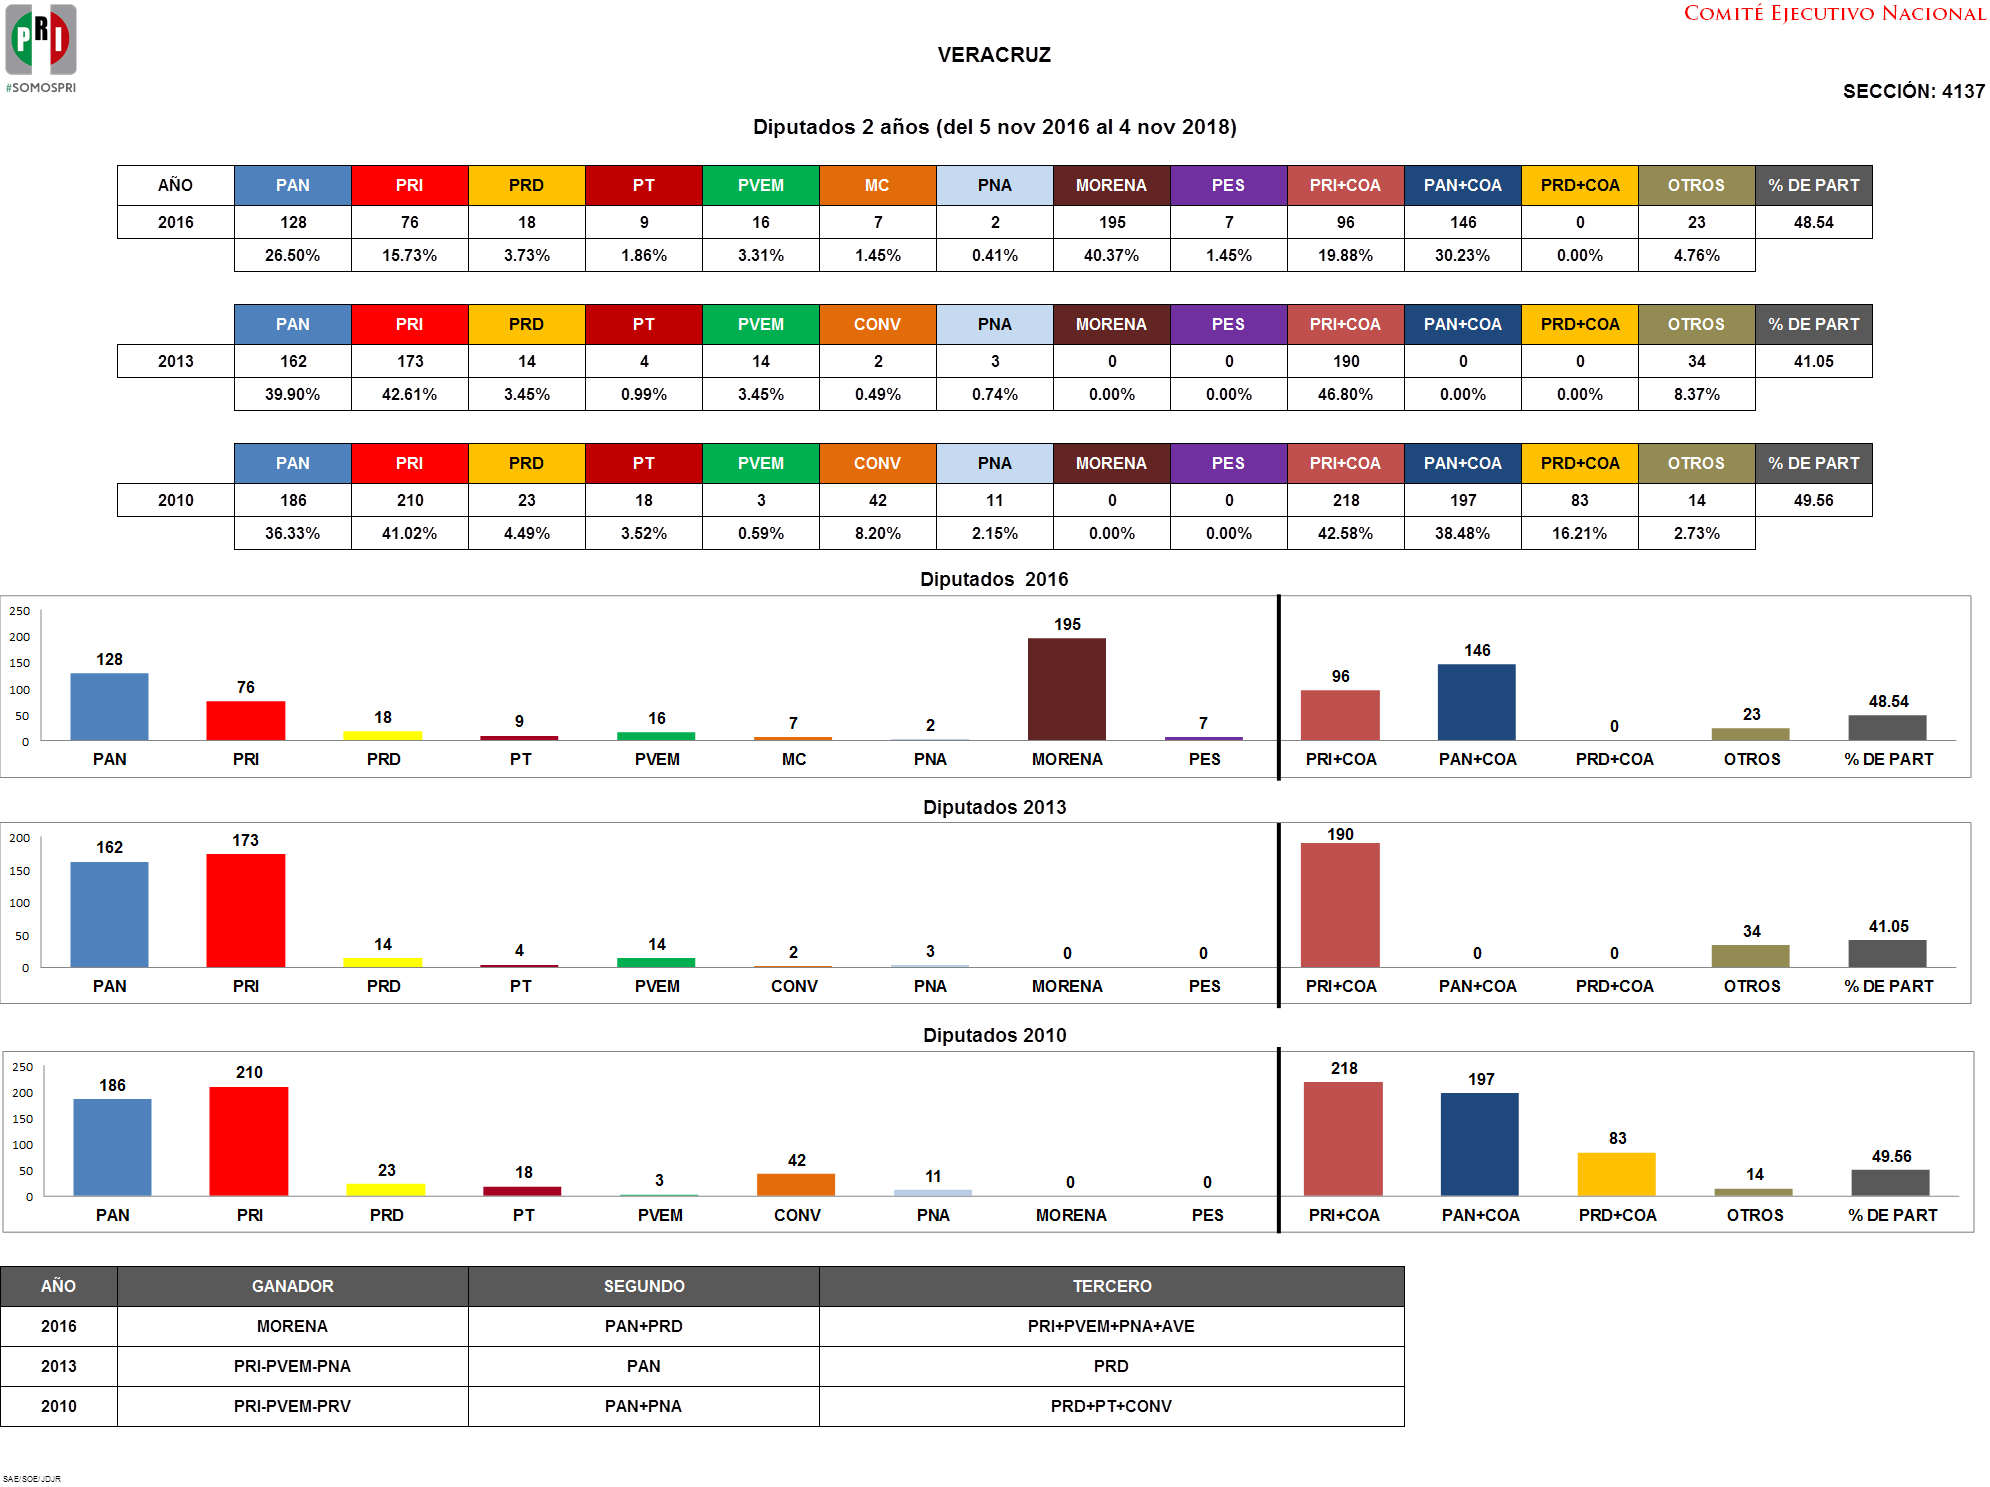 PRI
#SOMOSPRI
COMITÉ EJECUTIVO NACIONAL
VERACRUZ
SECCIÓN: 4137
Diputados 2 años (del 5 nov 2016 al 4 nov 2018)
AÑO PAN PRI PRD PT PVEM MC PNA MORENA PES PRI+COA PAN+COA PRD+COA OTROS % DE PART
2016 128 76 18 9 16 7 2 195 7 96 146 0 23 48.54
26.50% 15.73% 3.73% 1.86% 3.31% 1.45% 0.41% 40.37% 1.45% 19.88% 30.23% 0.00% 4.76%
PAN PRI PRD PT PVEM CONV PNA MORENA PES PRI+COA PAN+COA PRD+COA OTROS % DE PART
2013 162 173 14 4 14 2 3 0 0 190 0 0 34 41.05
39.90% 42.61% 3.45% 0.99% 3.45% 0.49% 0.74% 0.00% 0.00% 46.80% 0.00% 0.00% 8.37%
PAN PRI PRD PT PVEM CONV PNA MORENA PES PRI+COA PAN+COA PRD+COA OTROS % DE PART
2010 186 210 23 18 3 42 11 0 0 218 197 83 14 49.56
36.33% 41.02% 4.49% 3.52% 0.59% 8.20% 2.15% 0.00% 0.00% 42.58% 38.48% 16.21% 2.73%
Diputados 2016
250
200
150
100
50
0
128 76 18 9 16 7 2 195 7 96 146 0 23 48.54
PAN PRI PRD PT PVEM MC PNA MORENA PES PRI+COA PAN+COA PRD+COA OTROS % DE PART
Diputados 2013
200
150
100
50
0
162 173 14 4 14 2 3 0 0 190 0 0 34 41.05
PAN PRI PRD PT PVEM CONV PNA MORENA PES PRI+COA PAN+COA PRD+COA OTROS % DE PART
Diputados 2010
250
200
150
100
50
0
186 210 23 18 3 42 11 0 0 218 197 83 14 49.56
PAN PRI PRD PT PVEM CONV PNA MORENA PES PRI+COA PAN+COA PRD+COA OTROS % DE PART
AÑO GANADOR SEGUNDO TERCERO
2016 MORENA PAN+PRD PRI+PVEM+PNA+AVE
2013 PRI-PVEM-PNA PAN PRD
2010 PRI-PVEM-PRV PAN+PNA PRD+PT+CONV
SAE/SOE/JDJR